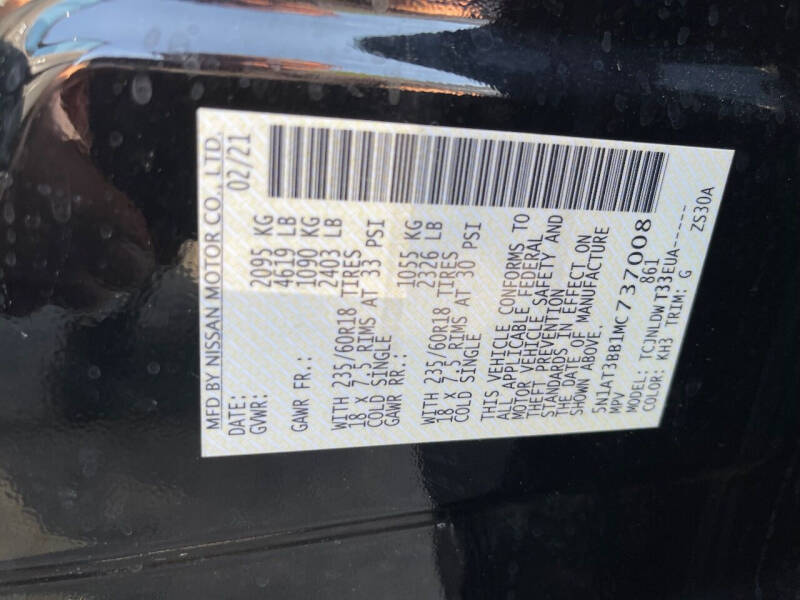 MFD BY NISSAN MOTOR CO., LTD.
DATE: 02/21
GVWR: 2095 KG
4619 LB
GAWR FR.: 1090 KG
2403 LB
WITH 235/60R18 TIRES
18 X 7.5 RIMS AT 33 PSI
COLD SINGLE
GAWR RR.: 1055 KG
2326 LB
WITH 235/60R18 TIRES
18 X 7.5 RIMS AT 30 PSI
COLD SINGLE
THIS VEHICLE CONFORMS TO
ALL APPLICABLE FEDERAL
MOTOR VEHICLE SAFETY AND
THEFT PREVENTION
STANDARDS IN EFFECT ON
THE DATE OF MANUFACTURE
SHOWN ABOVE.
5N1AT3BB1MC737008
MPV 861
MODEL: TCJNLDWT33EUA-----
COLOR: KH3 TRIM: G ZS30A